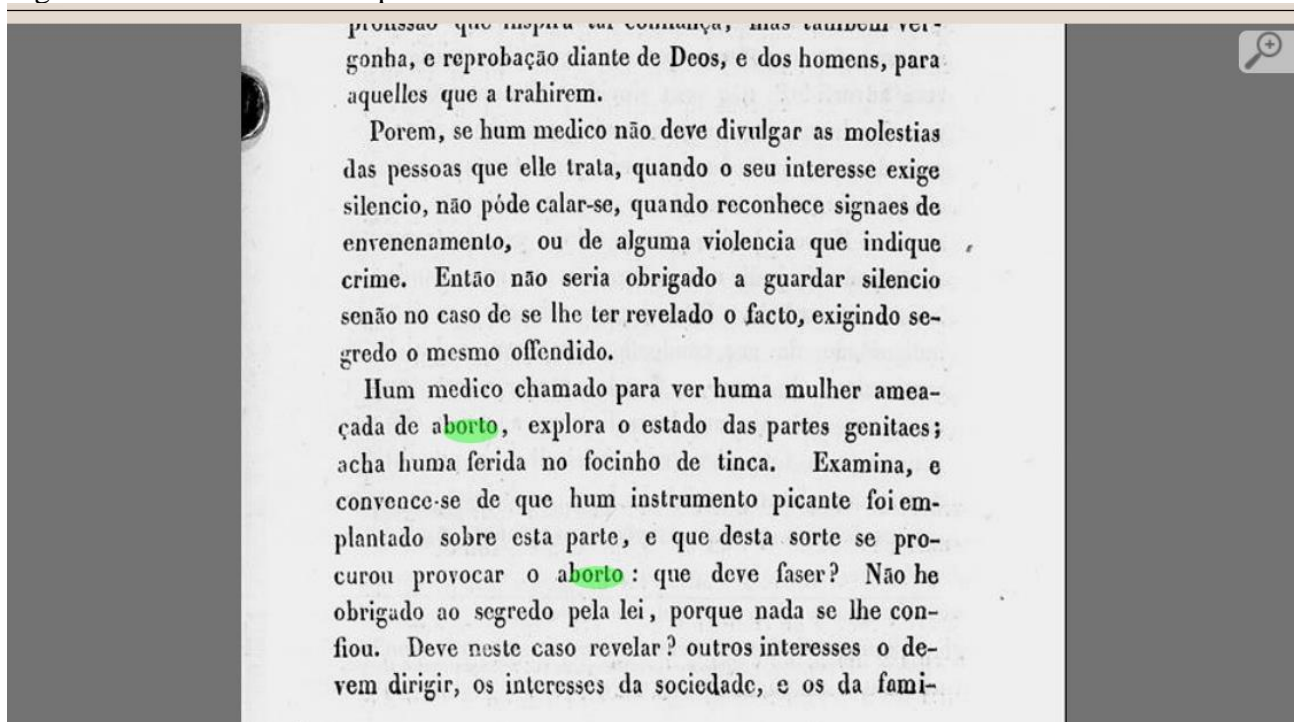 gonha, e reprobação diante de Deos, e dos homens, para
aquelles que a trahirem.
Porem, se hum medico não deve divulgar as molestias
das pessoas que elle trata, quando o seu interesse exige
silencio, não póde calar-se, quando reconhece signaes de
envenenamento, ou de alguma violencia que indique
crime. Então não seria obrigado a guardar silencio
senão no caso de se lhe ter revelado o facto, exigindo se-
gredo o mesmo offendido.
Hum medico chamado para ver huma mulher amea-
çada de aborto, explora o estado das partes genitaes;
acha huma ferida no focinho de tinca. Examina, e
convence-se de que hum instrumento picante foi em-
plantado sobre esta parte, e que desta sorte se pro-
curou provocar o aborto : que deve faser? Não he
obrigado ao segredo pela lei, porque nada se lhe con-
fiou. Deve neste caso revelar? outros interesses o de-
vem dirigir, os interesses da sociedade, e os da fami-